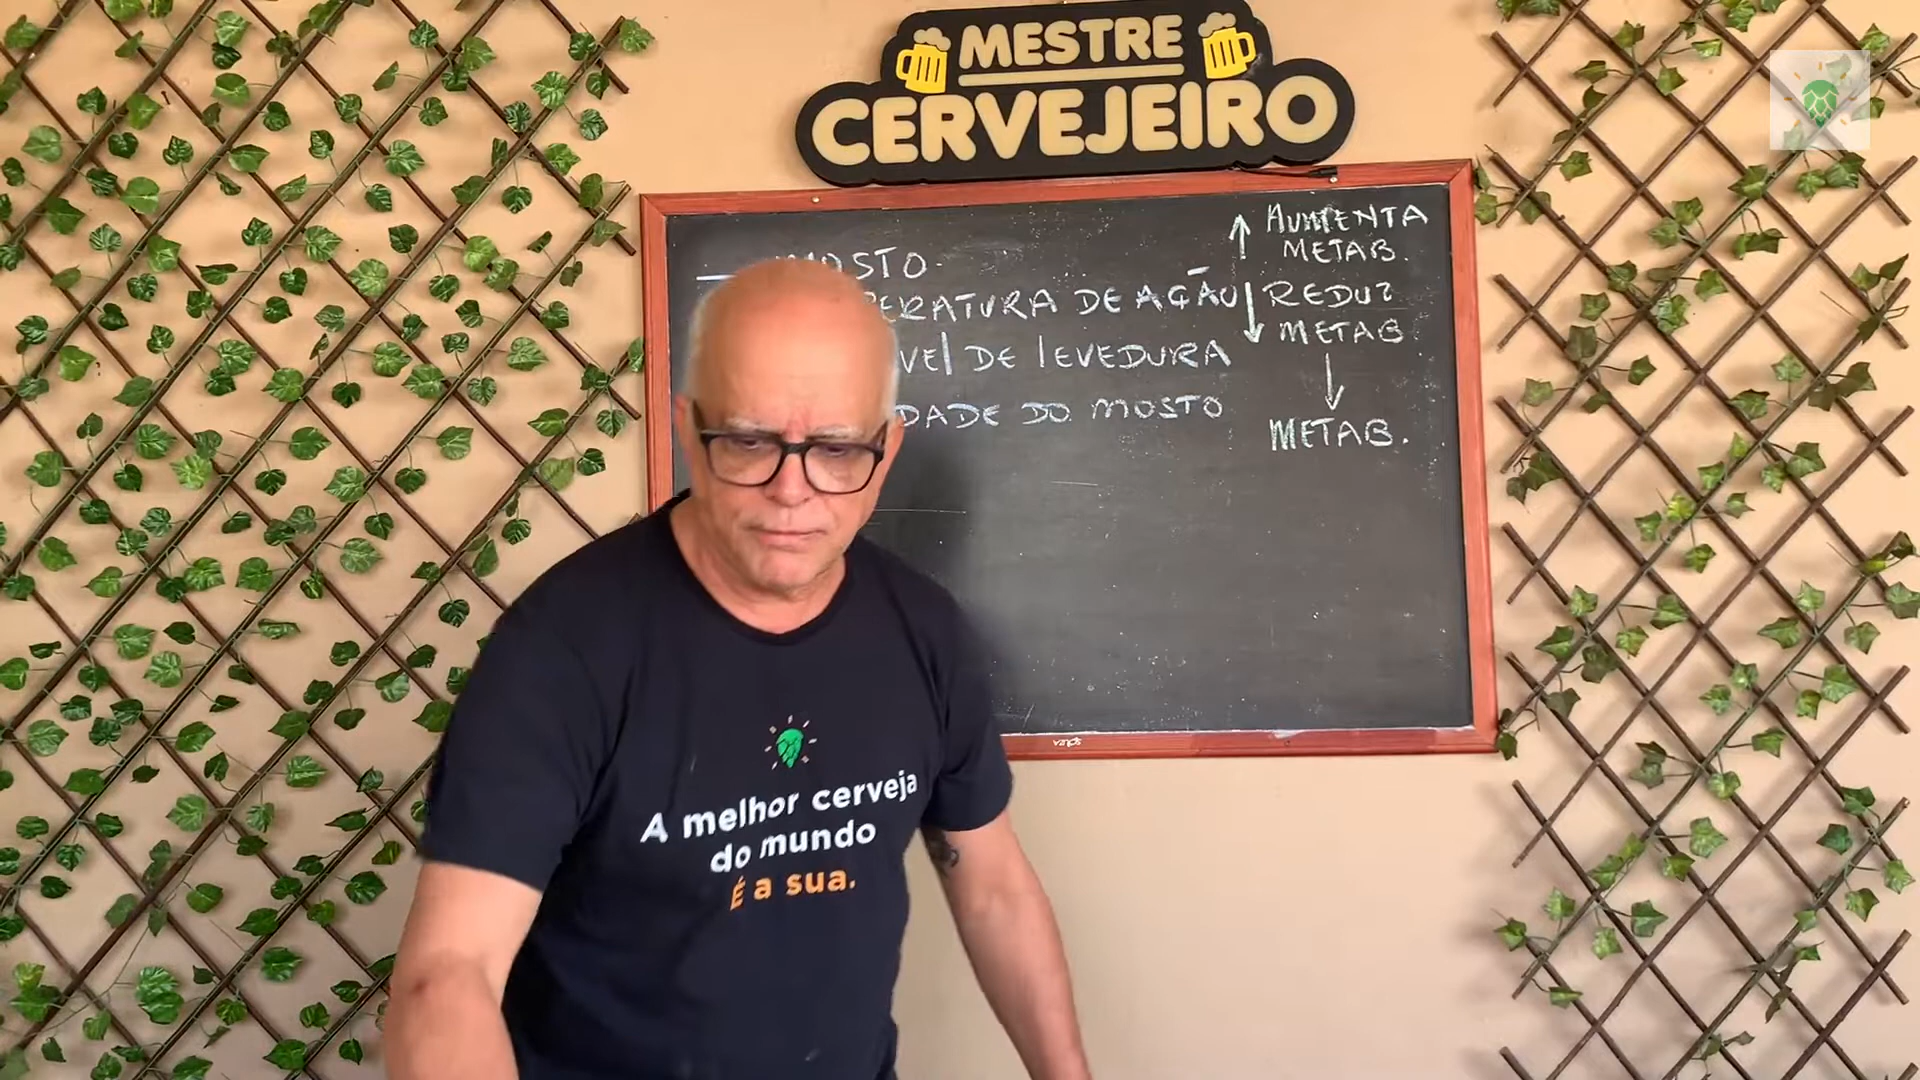 MESTRE
CERVEJEIRO
MOSTO
ERATURA DE AÇÃO
VEL DE LEVEDURA
DADE DO MOSTO
↑ AUMENTA
METAB.
↓ REDUZ
METAB
↓
METAB.
A melhor cerveja
do mundo
É a sua.